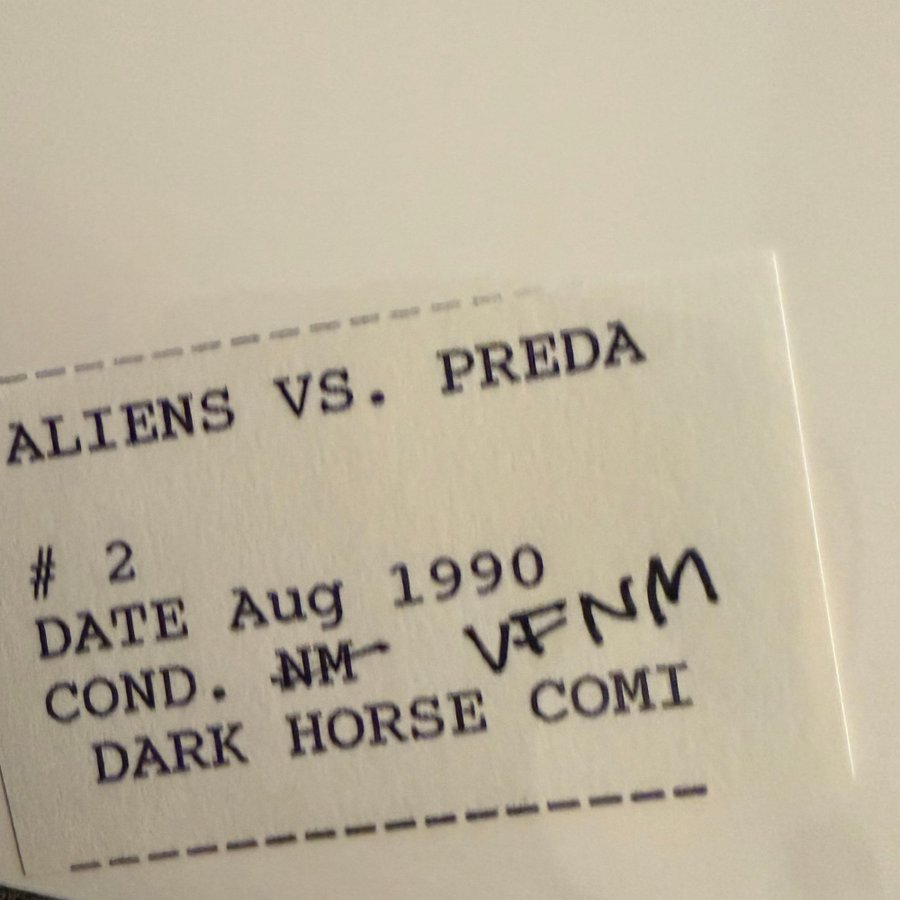 ALIENS VS. PREDA
# 2
DATE Aug 1990
COND. NM VFNM
DARK HORSE COMI